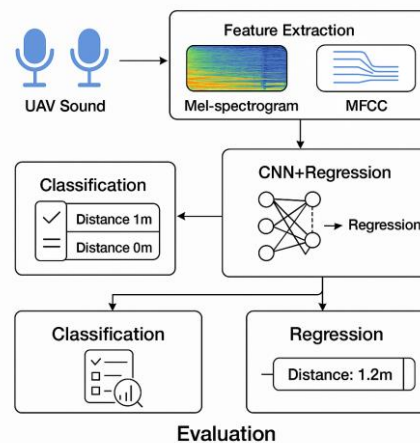 Feature Extraction
UAV Sound
Mel-spectrogram
MFCC
CNN+Regression
Regression
Classification
Distance 1m
Distance 0m
Classification
Regression
Distance: 1.2m
Evaluation